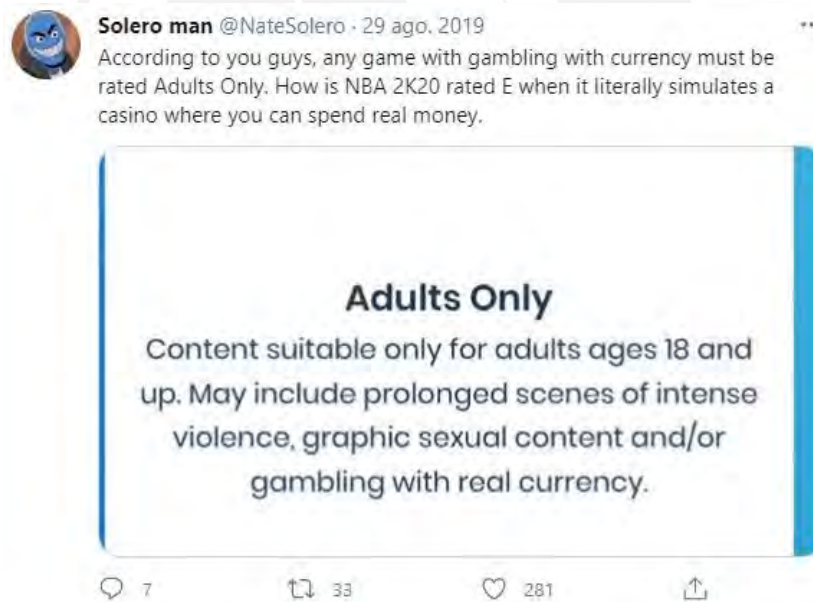 Solero man @NateSolero · 29 ago. 2019
According to you guys, any game with gambling with currency must be
rated Adults Only. How is NBA 2K20 rated E when it literally simulates a
casino where you can spend real money.
Adults Only
Content suitable only for adults ages 18 and
up. May include prolonged scenes of intense
violence, graphic sexual content and/or
gambling with real currency.
7 33 281